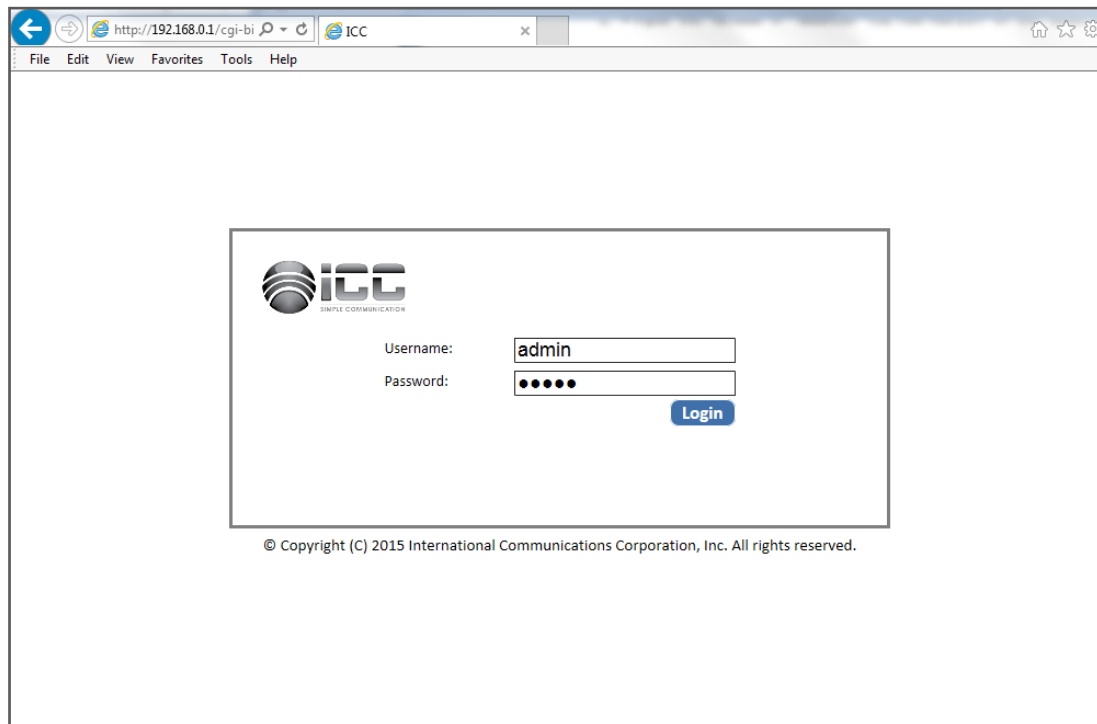 http://192.168.0.1/cgi-bi
ICC
File Edit View Favorites Tools Help
icc
SIMPLE COMMUNICATION
Username: admin
Password: •••••
Login
© Copyright (C) 2015 International Communications Corporation, Inc. All rights reserved.